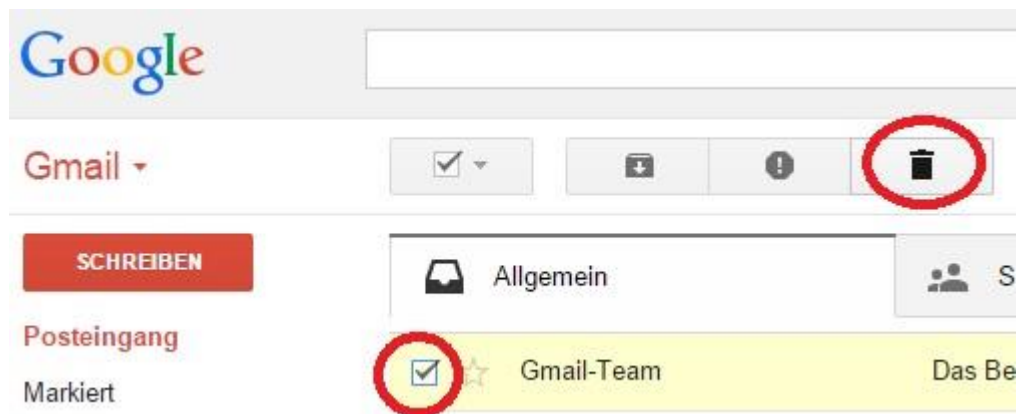 Google
Gmail
SCHREIBEN
Allgemein
S
Posteingang
Gmail-Team Das Be
Markiert